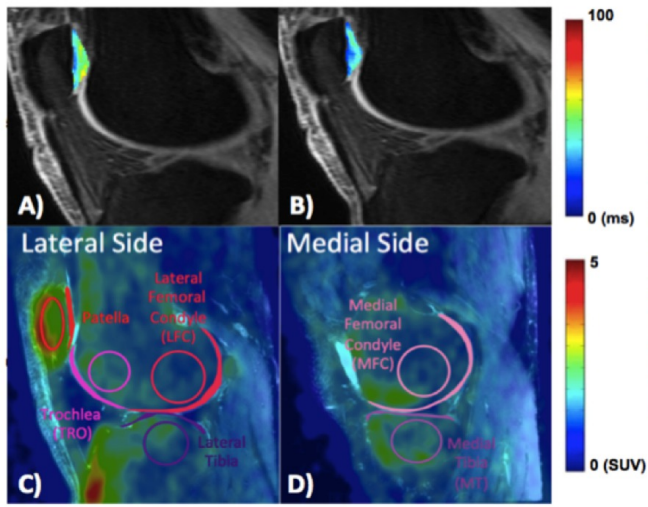 100
A)
B)
0 (ms)
Lateral Side
Medial Side
5
Lateral
Femoral
Condyle
(LFC)
Patella
Medial
Femoral
Condyle
(MFC)
Trochlea
(TRO)
Lateral
Tibia
Medial
Tibia
(MT)
C)
D)
0 (SUV)